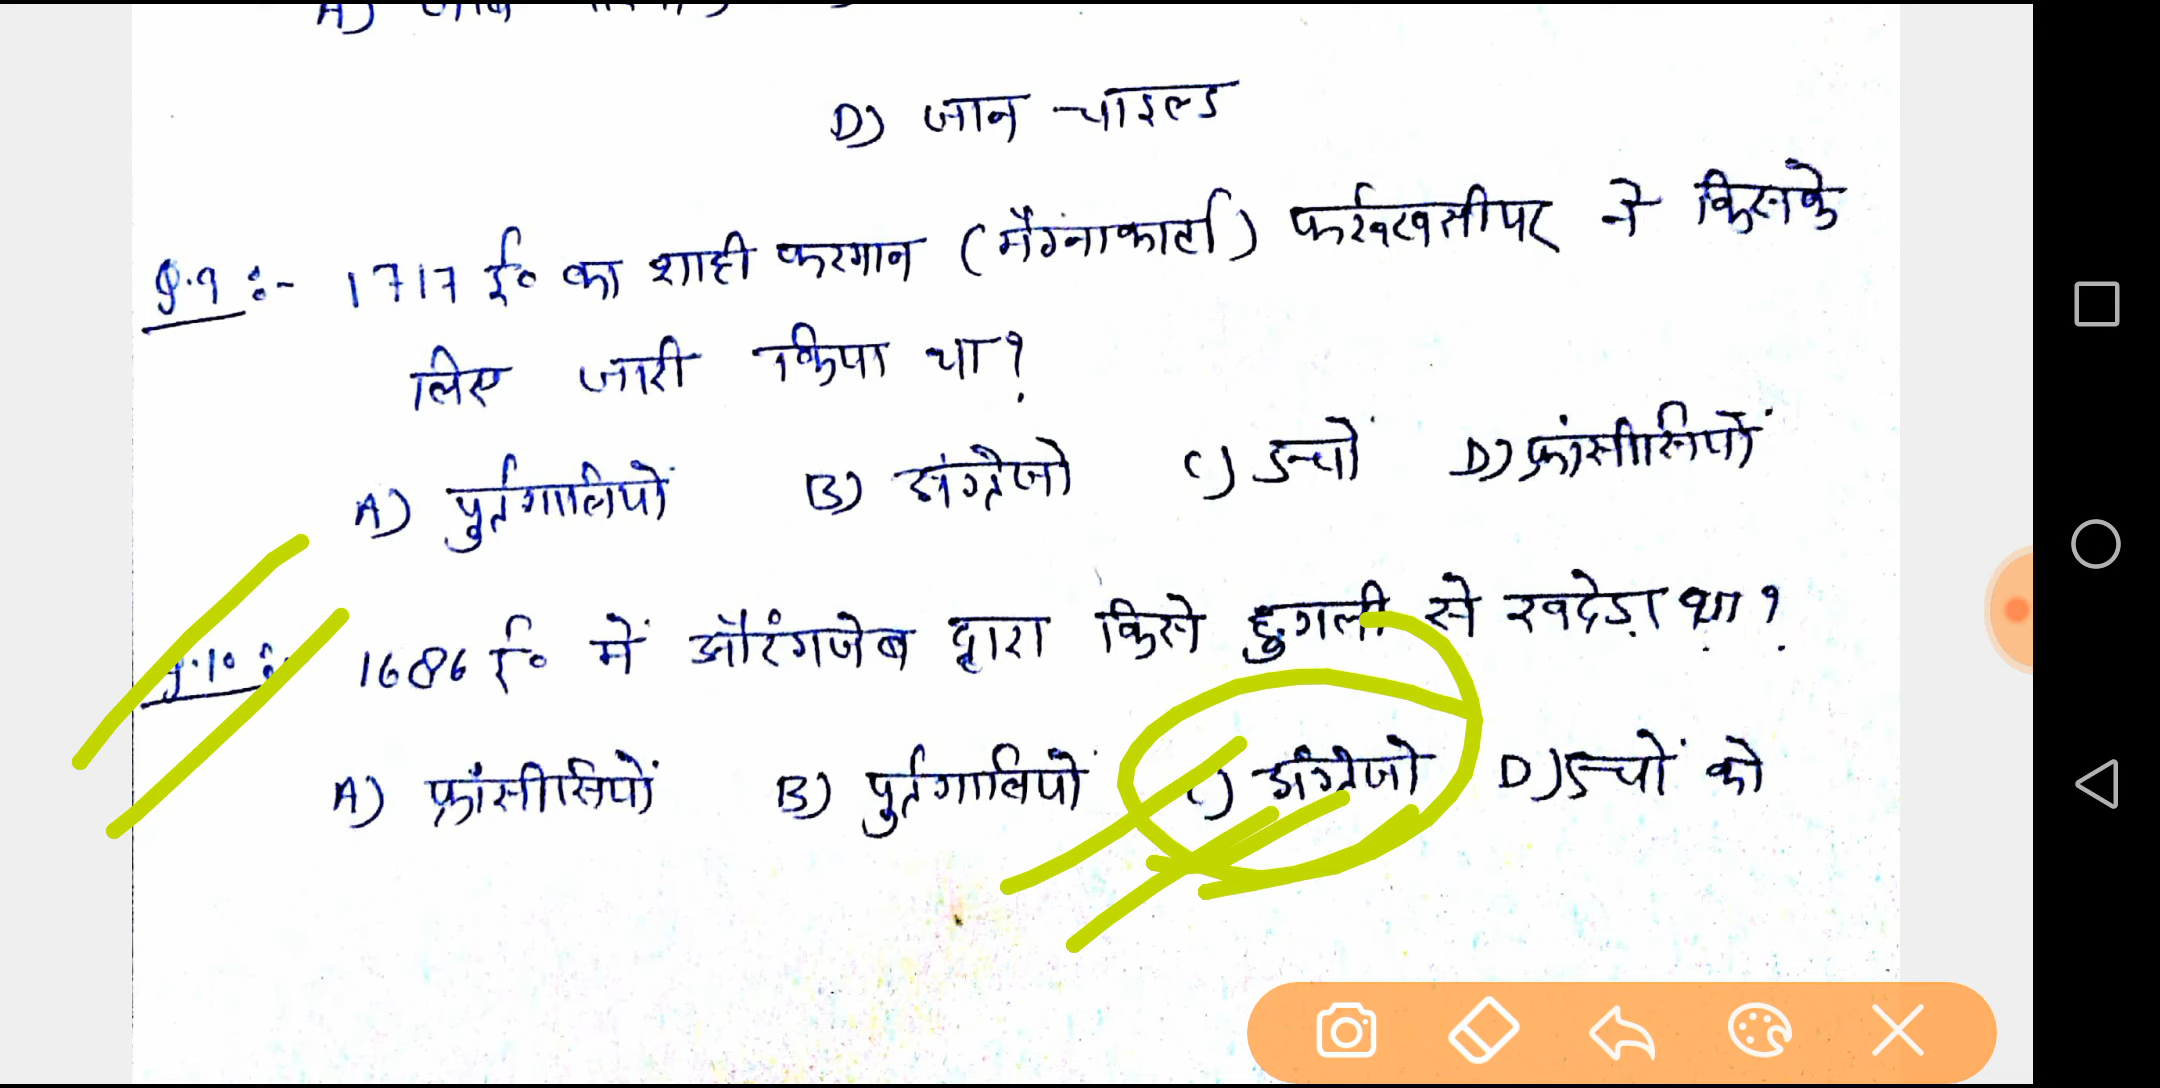 D) जान चाइल्ड
Q.9 :- 1717 ई० का शाही फरमान (मैग्नाकार्टा) फर्रुखसीयर ने किसके
लिए जारी किया था?
A) पुर्तगालियों B) अंग्रेजो C) डचों D) फ्रांसीसियों
Q.10 :- 1686 ई० में औरंगजेब द्वारा किसे हुगली से खदेड़ा था?
A) फ्रांसीसियों B) पुर्तगालियों C) अंग्रेजो D) डचों को